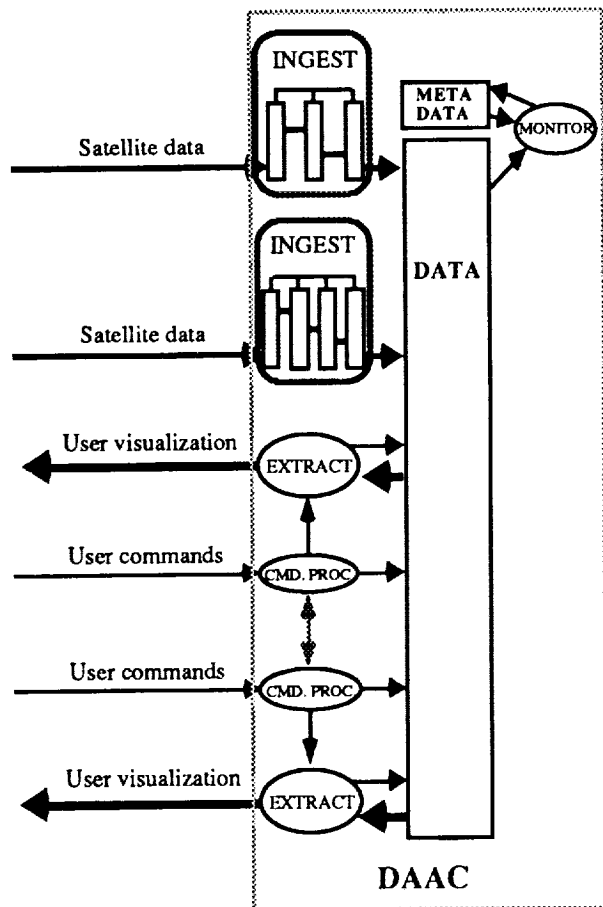 INGEST
META
DATA
MONITOR
Satellite data
INGEST
DATA
Satellite data
User visualization
EXTRACT
User commands
CMD. PROC
User commands
CMD. PROC
User visualization
EXTRACT
DAAC